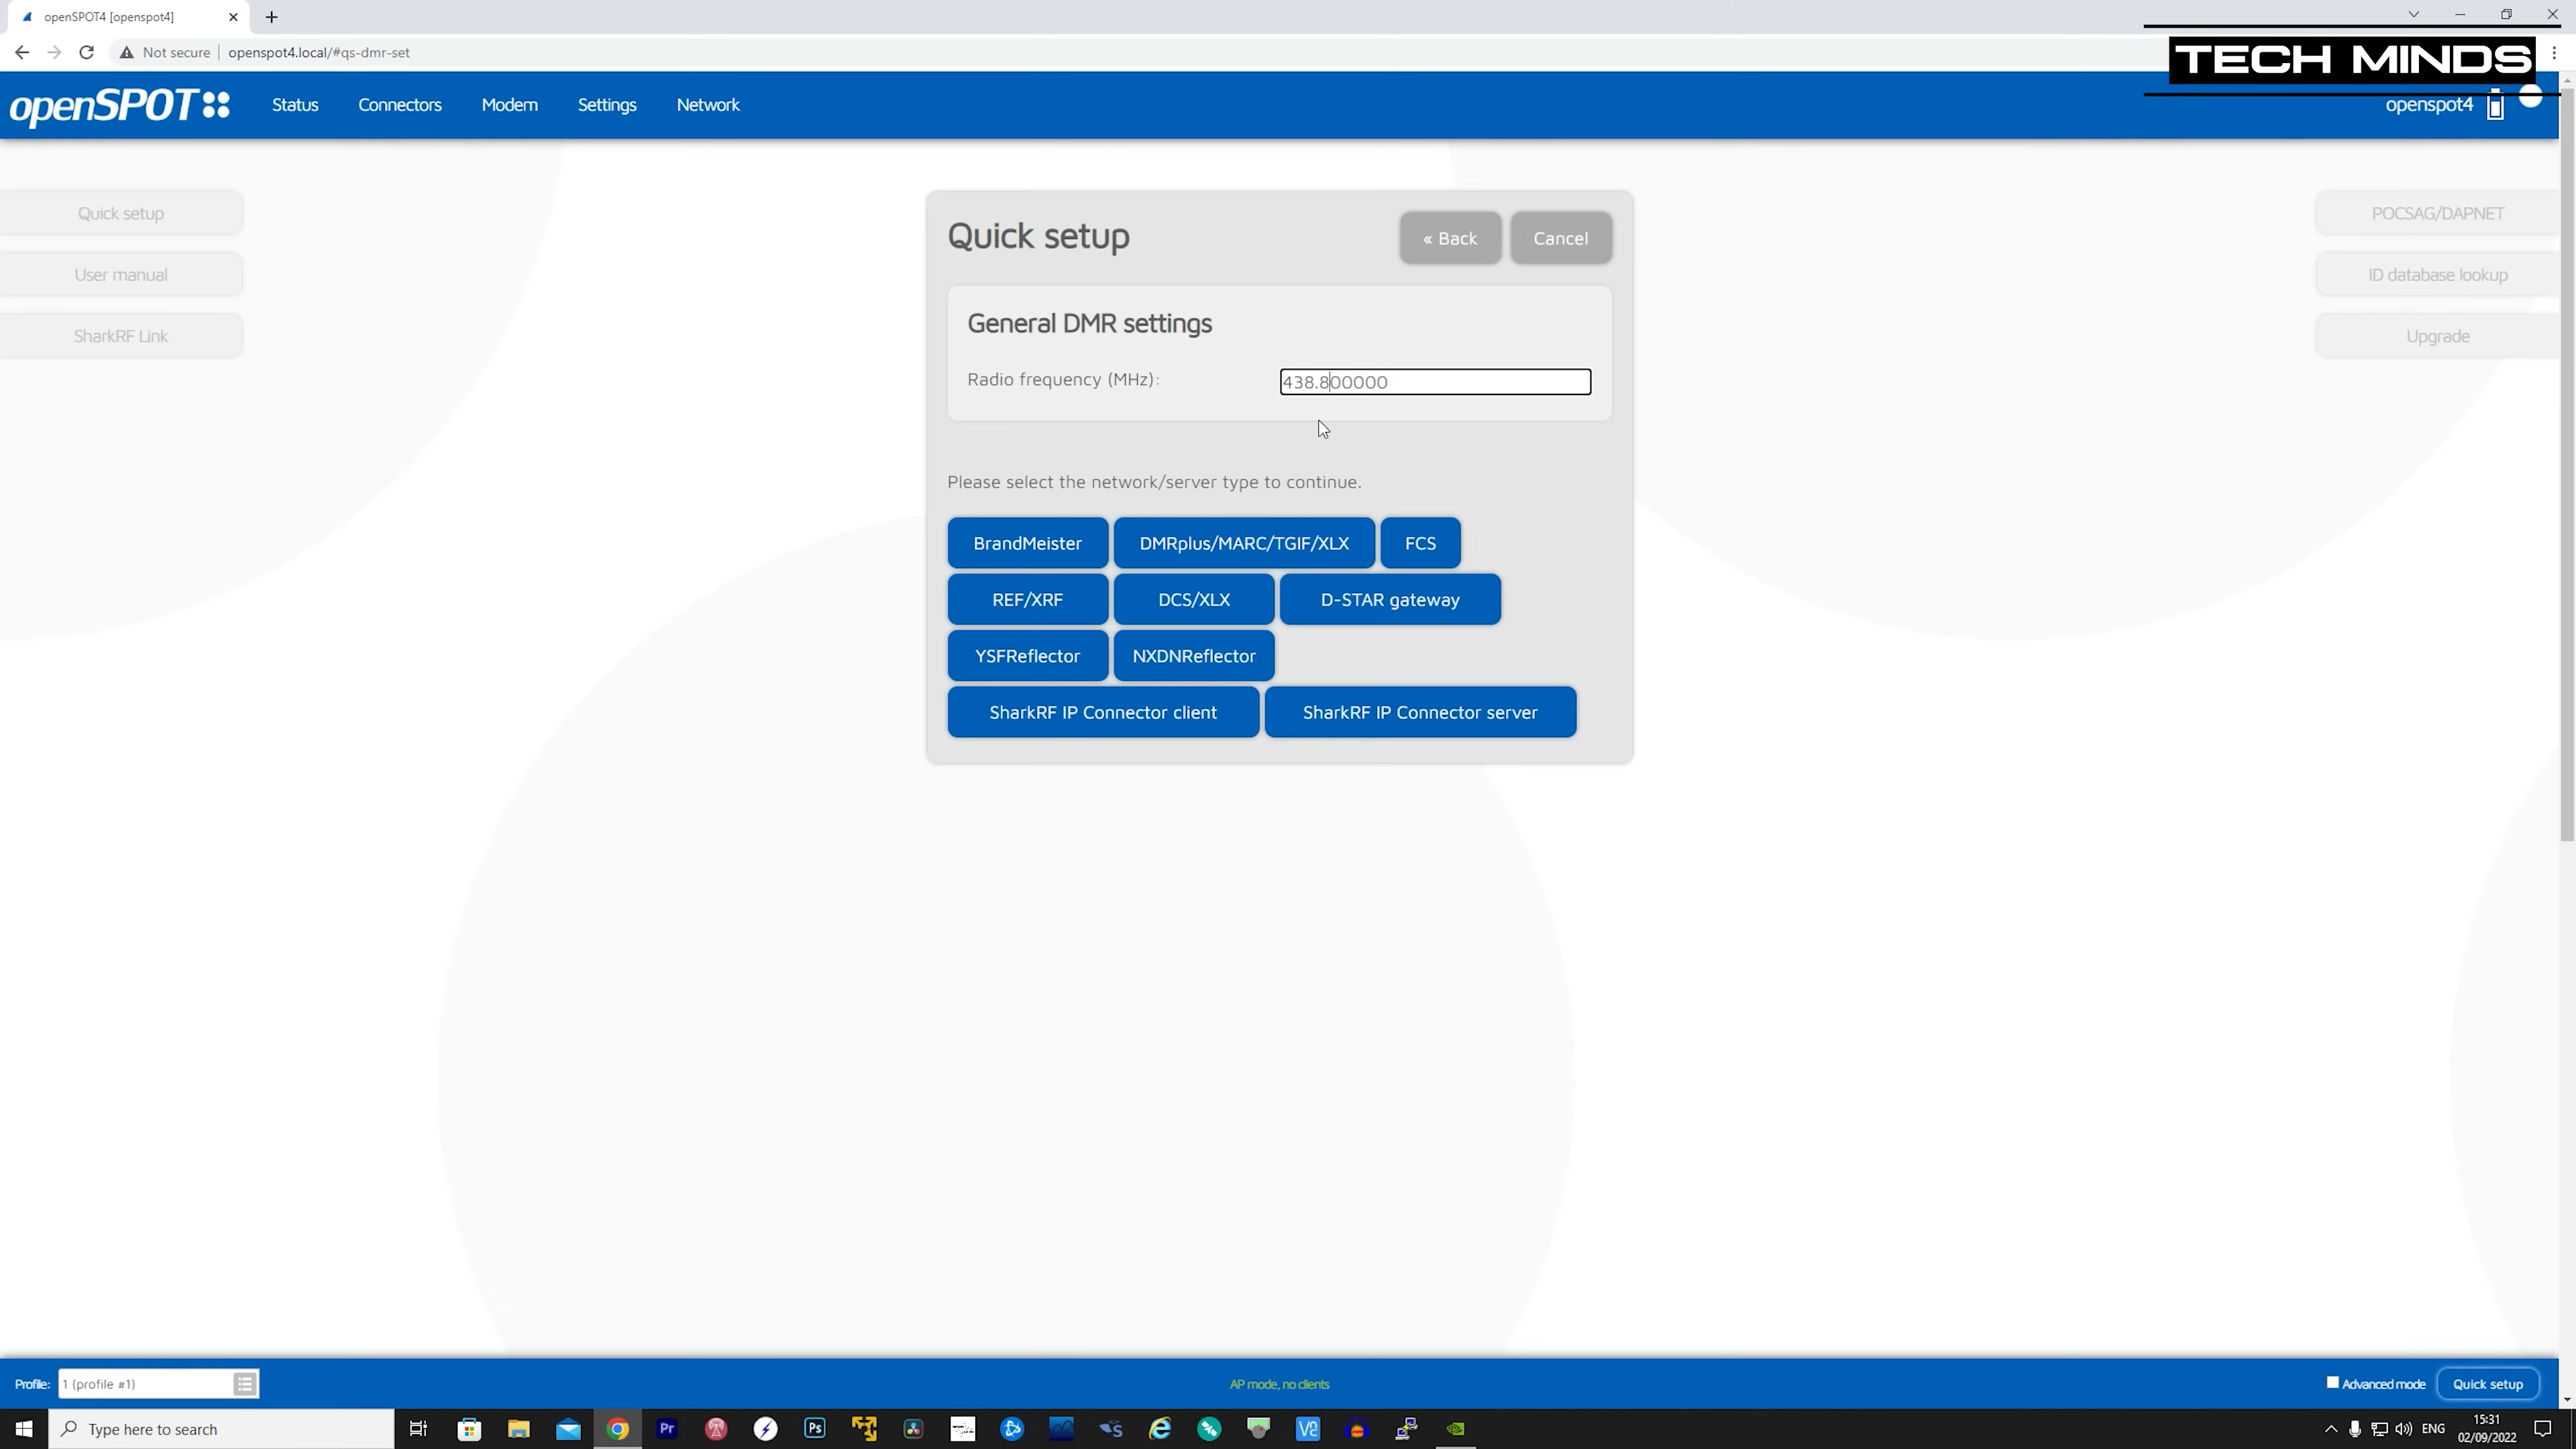 openSPOT4 [openspot4]
Not secure
openspot4.local/#qs-dmr-set
TECH MINDS
openSPOT
Status
Connectors
Modem
Settings
Network
openspot4
Quick setup
User manual
SharkRF Link
POCSAG/DAPNET
ID database lookup
Upgrade
Quick setup
« Back
Cancel
General DMR settings
Radio frequency (MHz):
438.800000
Please select the network/server type to continue.
BrandMeister
DMRplus/MARC/TGIF/XLX
FCS
REF/XRF
DCS/XLX
D-STAR gateway
YSFReflector
NXDNReflector
SharkRF IP Connector client
SharkRF IP Connector server
Profile:
1 (profile #1)
AP mode, no clients
Advanced mode
Quick setup
Type here to search
Pr
Ps
ENG
15:31
02/09/2022